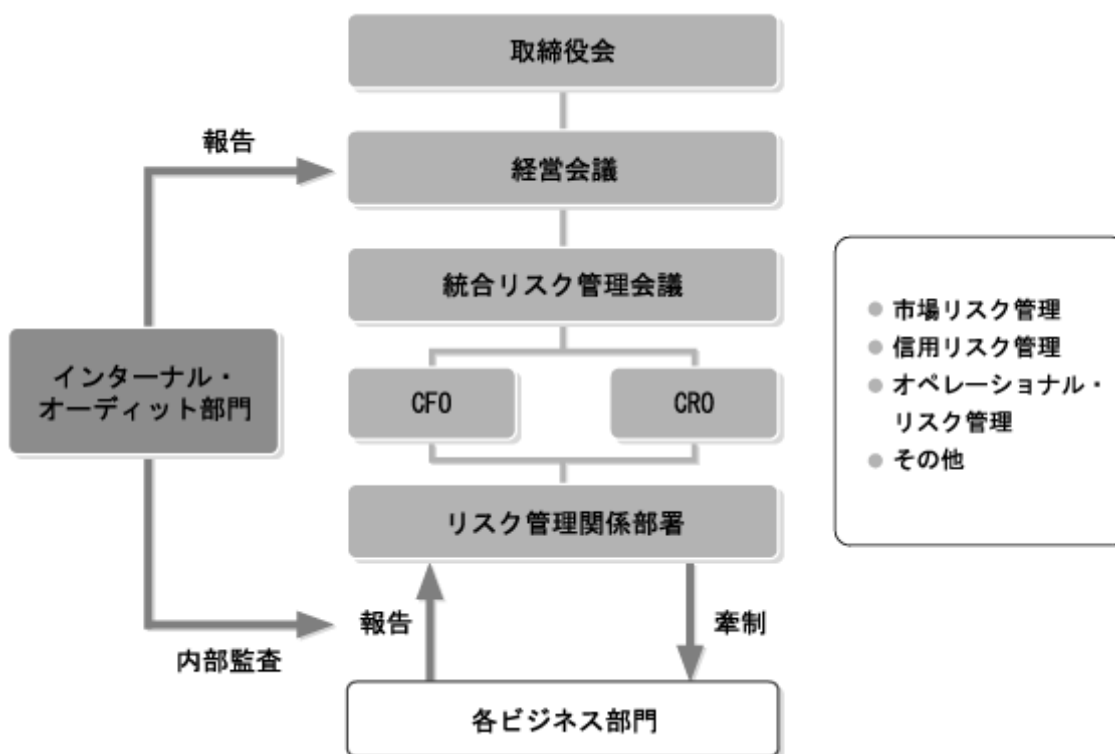 取締役会
報告
経営会議
統合リスク管理会議
インターナル・
オーディット部門
CFO
CRO
リスク管理関係部署
報告
牽制
内部監査
各ビジネス部門
市場リスク管理
信用リスク管理
オペレーショナル・
リスク管理
その他